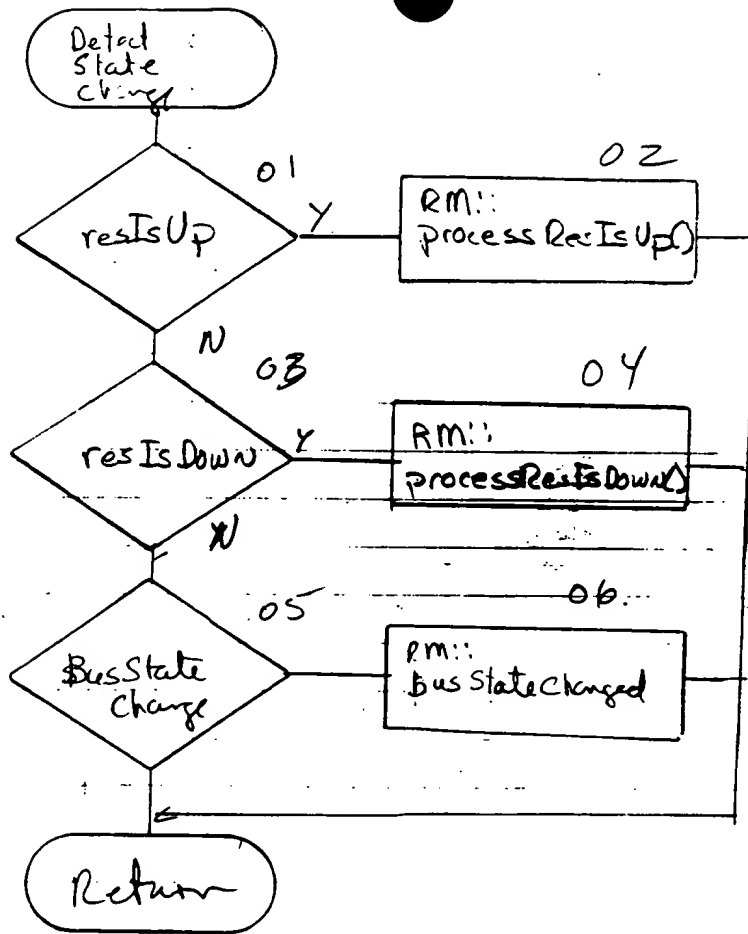 Detect
State
change
01
resIsUp
Y
02
RM::
processResIsUp()
N
03
resIsDown
Y
04
RM::
processResIsDown()
N
05
BusState
Change
06
RM::
BusStateChanged
Return